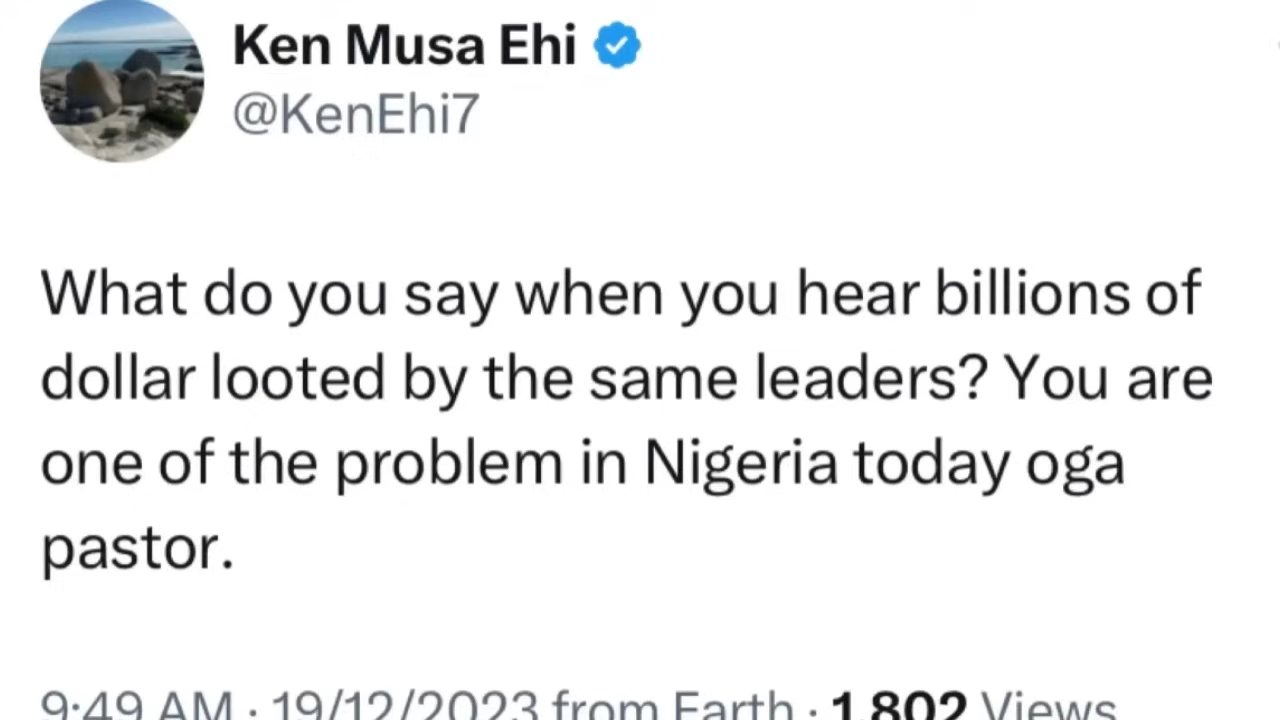 Ken Musa Ehi
@KenEhi7
What do you say when you hear billions of
dollar looted by the same leaders? You are
one of the problem in Nigeria today oga
pastor.
9:49 AM · 19/12/2023 from Earth · 1,802 Views